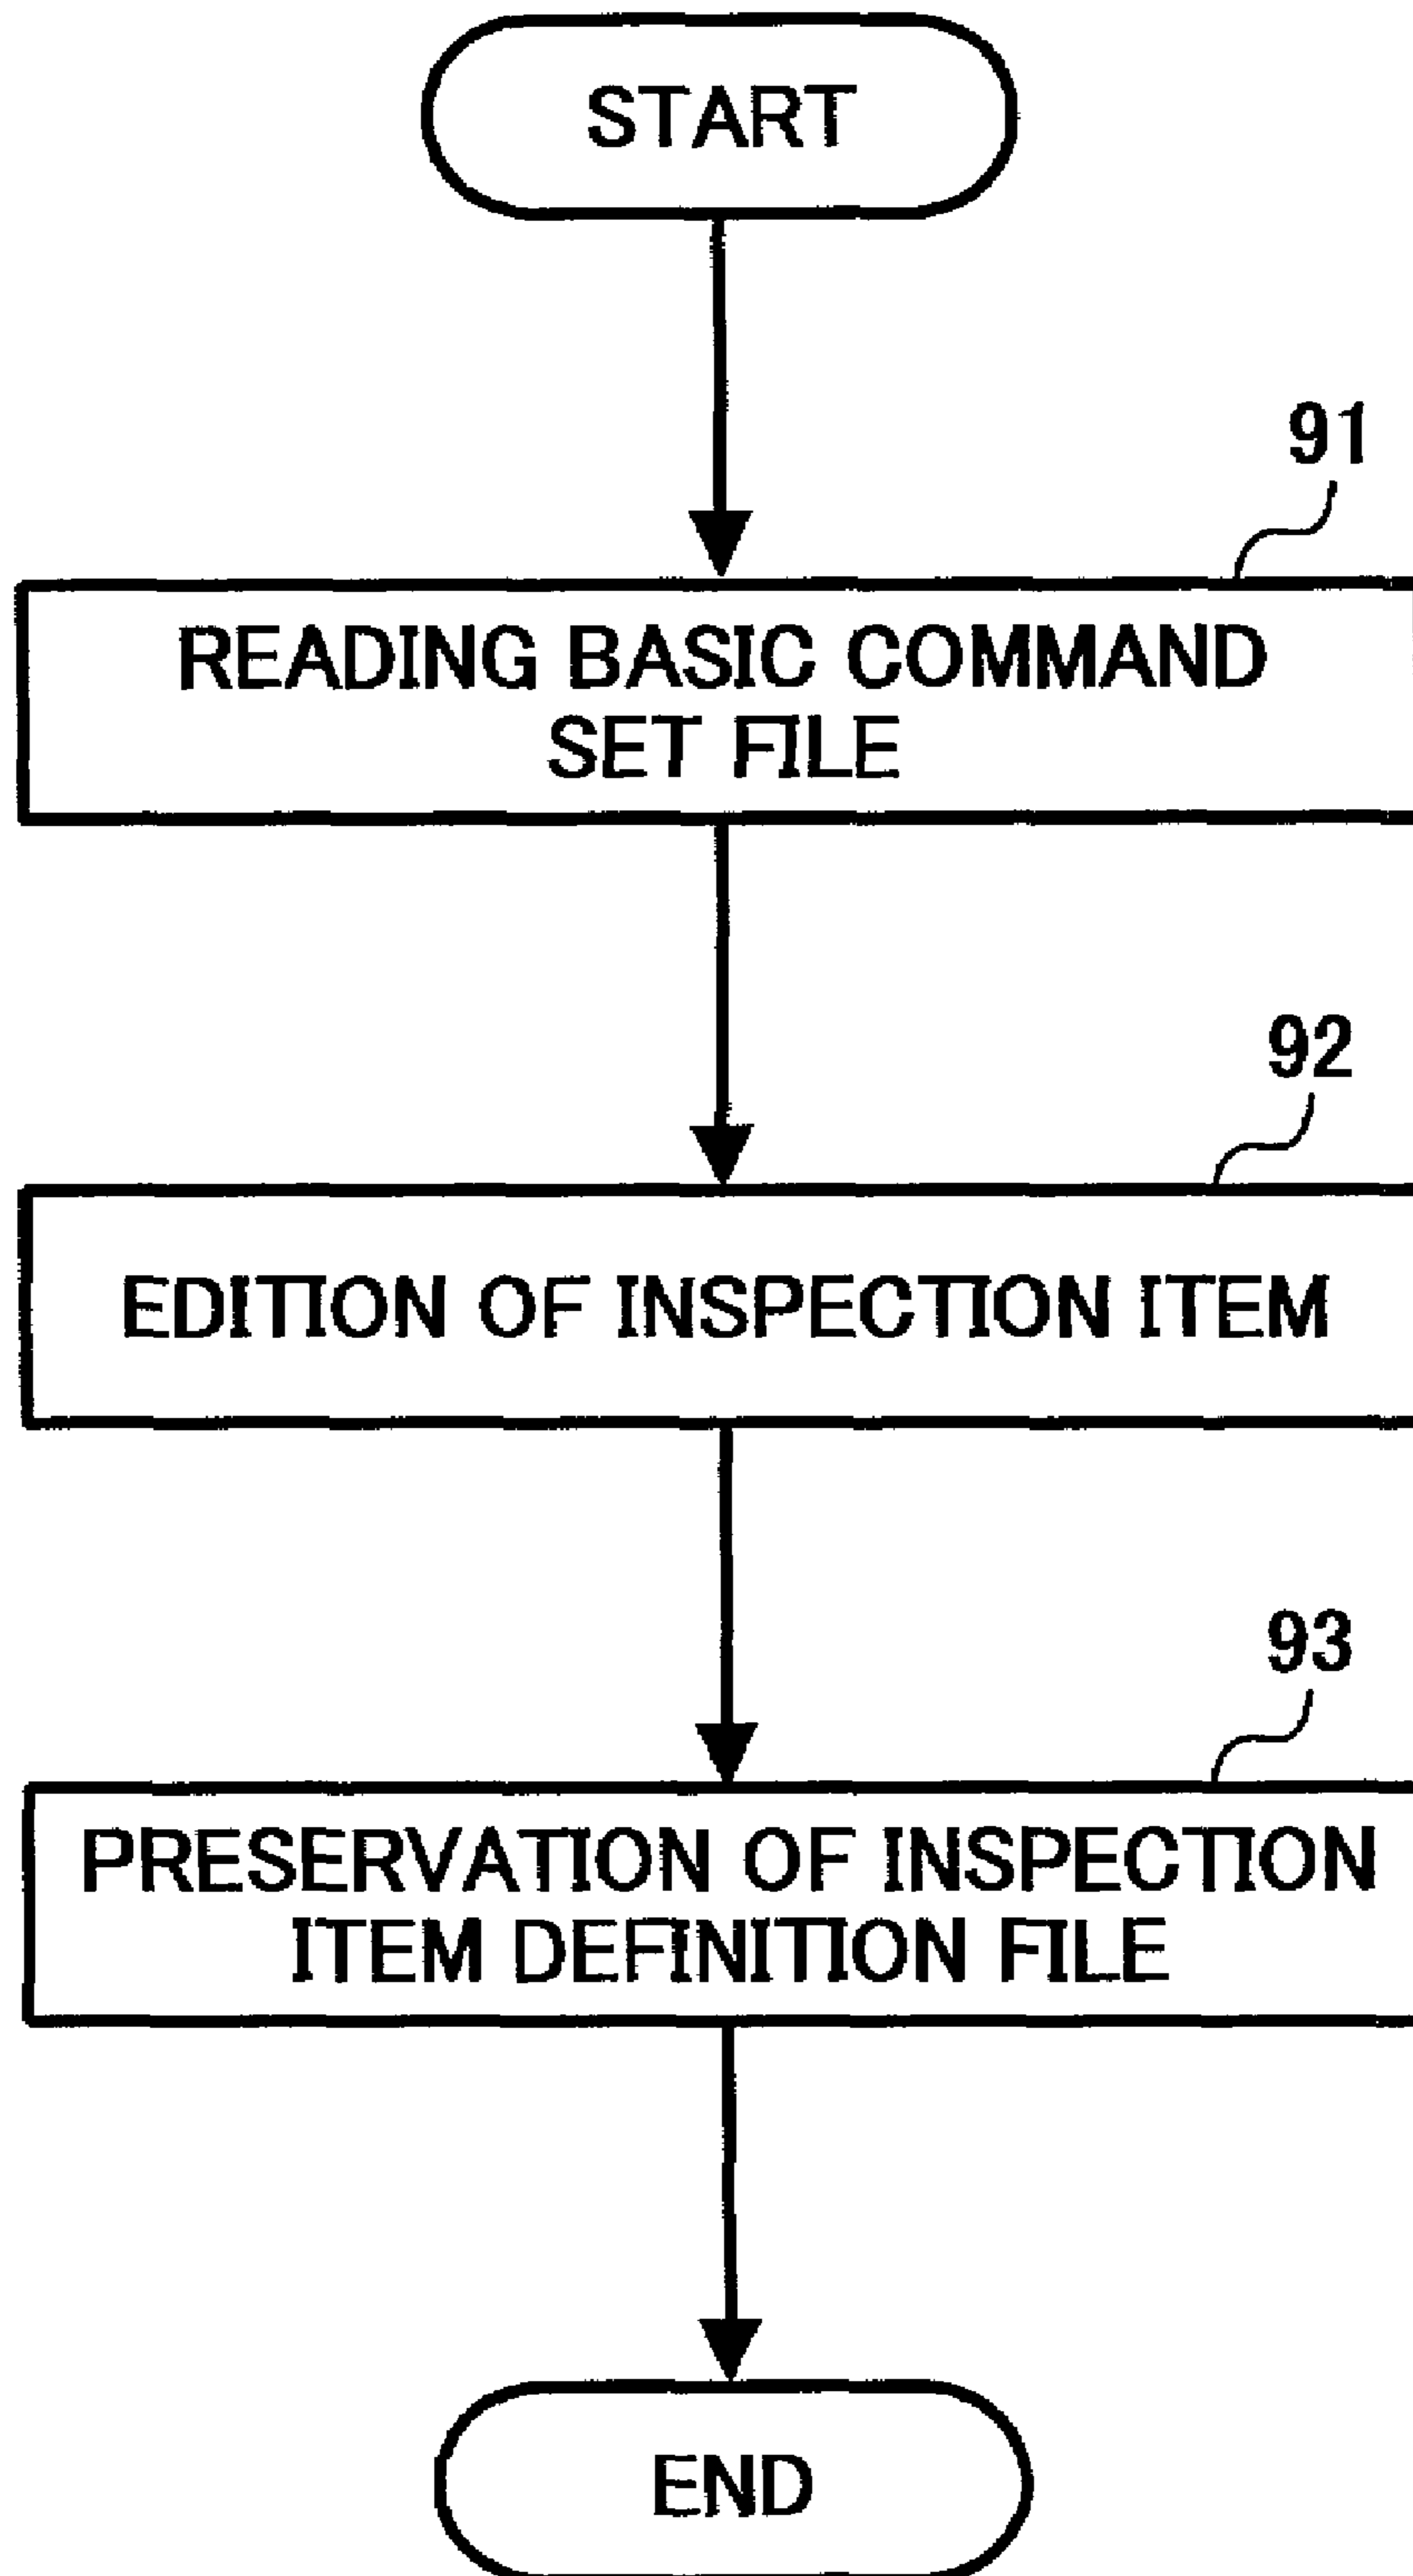 START
91
READING BASIC COMMAND
SET FILE
92
EDITION OF INSPECTION ITEM
93
PRESERVATION OF INSPECTION
ITEM DEFINITION FILE
END